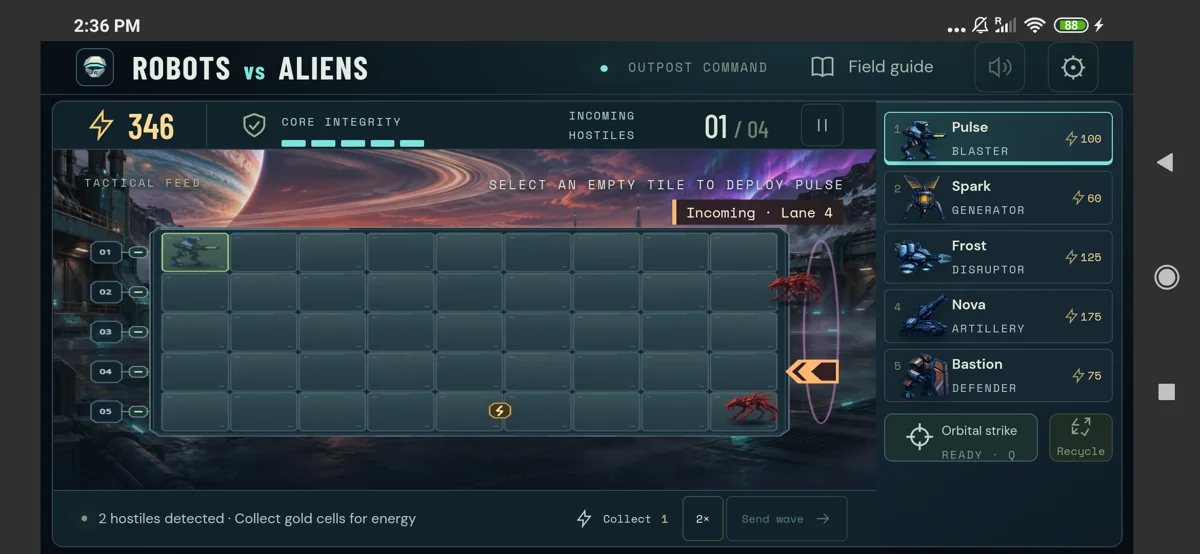 2:36 PM
R
88
ROBOTS vs ALIENS
OUTPOST COMMAND
Field guide
346
CORE INTEGRITY
INCOMING
HOSTILES
01 / 04
TACTICAL FEED
SELECT AN EMPTY TILE TO DEPLOY PULSE
Incoming · Lane 4
01
02
03
04
05
1
Pulse
BLASTER
100
2
Spark
GENERATOR
60
Frost
DISRUPTOR
125
4
Nova
ARTILLERY
175
5
Bastion
DEFENDER
75
Orbital strike
READY · Q
Recycle
2 hostiles detected · Collect gold cells for energy
Collect 1
2×
Send wave →